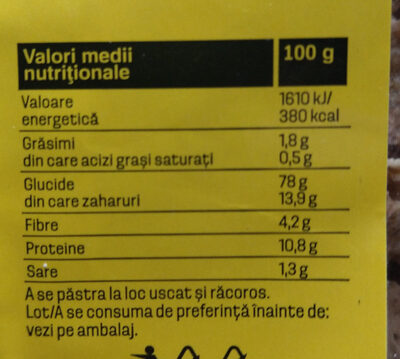 Valori medii 100 g
nutriționale
Valoare 1610 kJ/
energetică 380 kcal
Grăsimi 1,8 g
din care acizi grași saturați 0,5 g
Glucide 78 g
din care zaharuri 13,9 g
Fibre 4,2 g
Proteine 10,8 g
Sare 1,3 g
A se păstra la loc uscat și răcoros.
Lot/A se consuma de preferință înainte de:
vezi pe ambalaj.